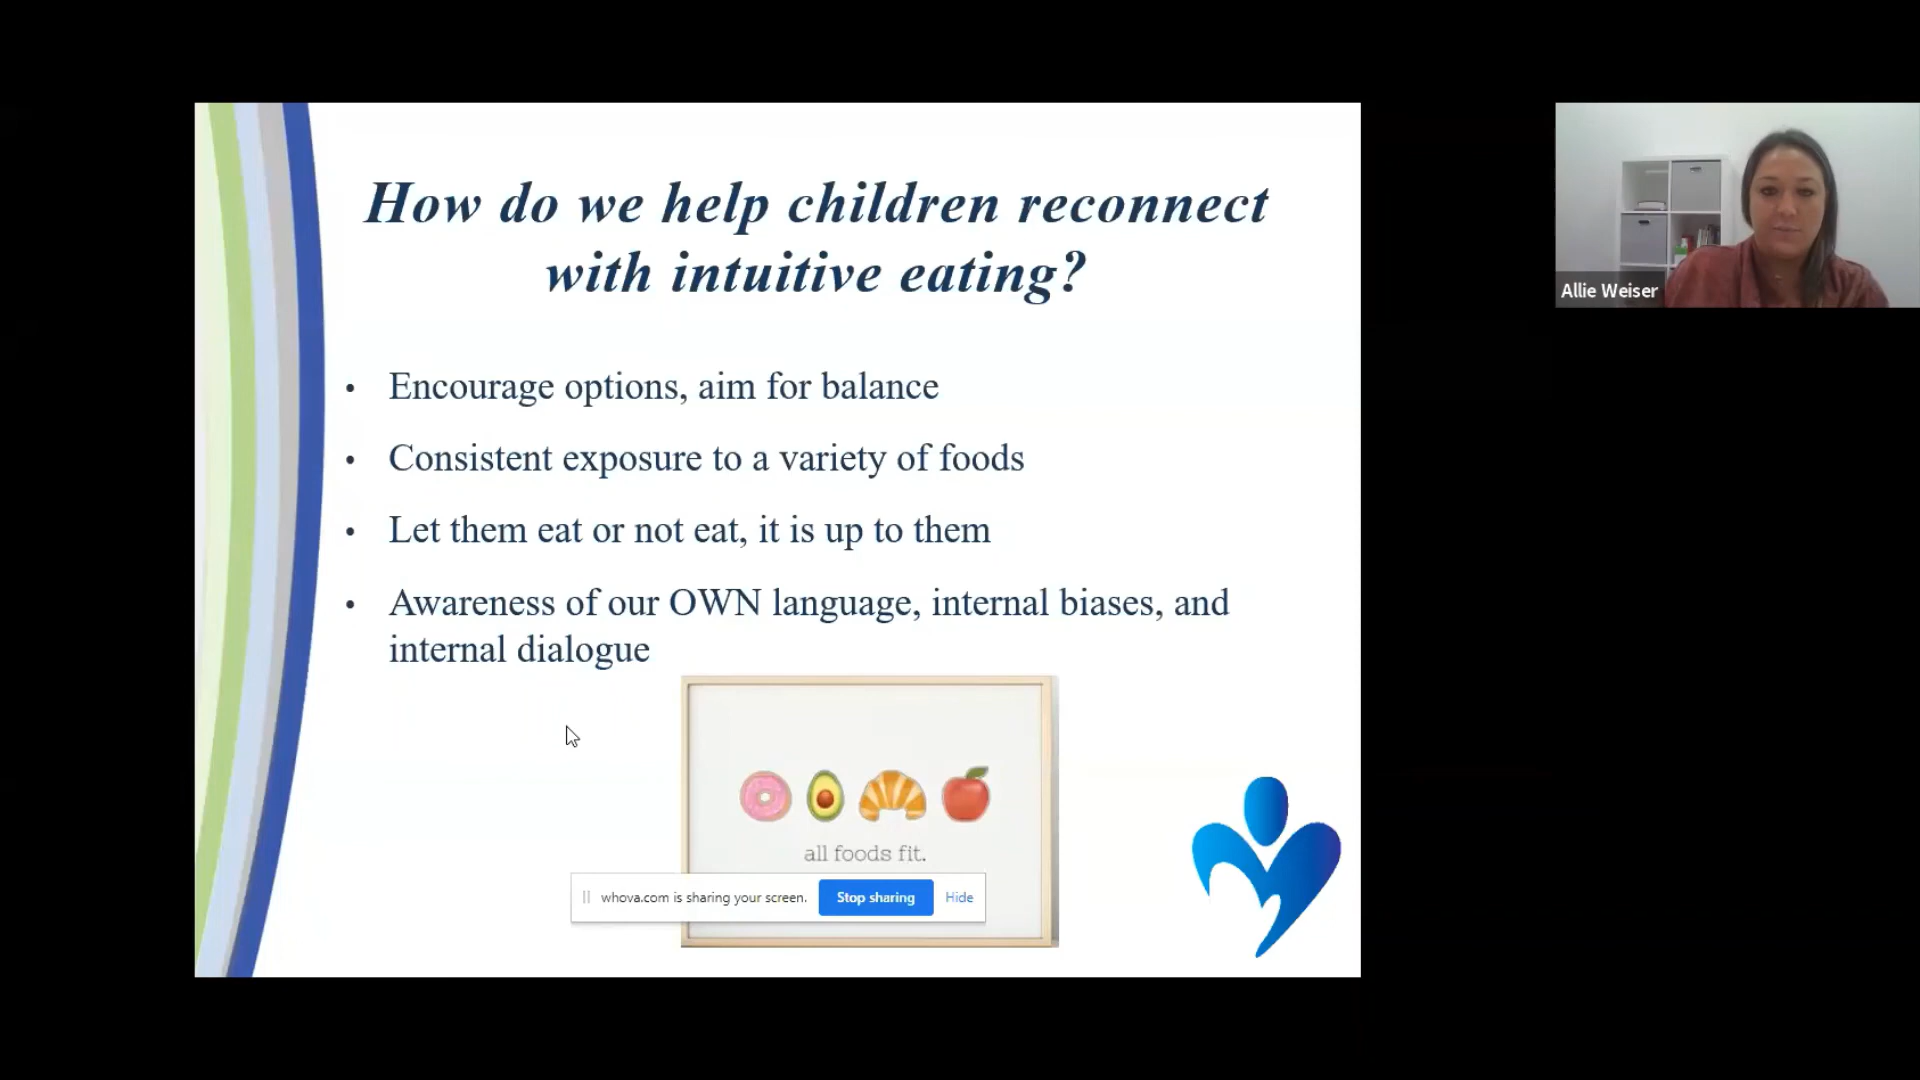 How do we help children reconnect
with intuitive eating?
Allie Weiser
• Encourage options, aim for balance
• Consistent exposure to a variety of foods
• Let them eat or not eat, it is up to them
• Awareness of our OWN language, internal biases, and
internal dialogue
all foods fit.
whova.com is sharing your screen. Stop sharing Hide